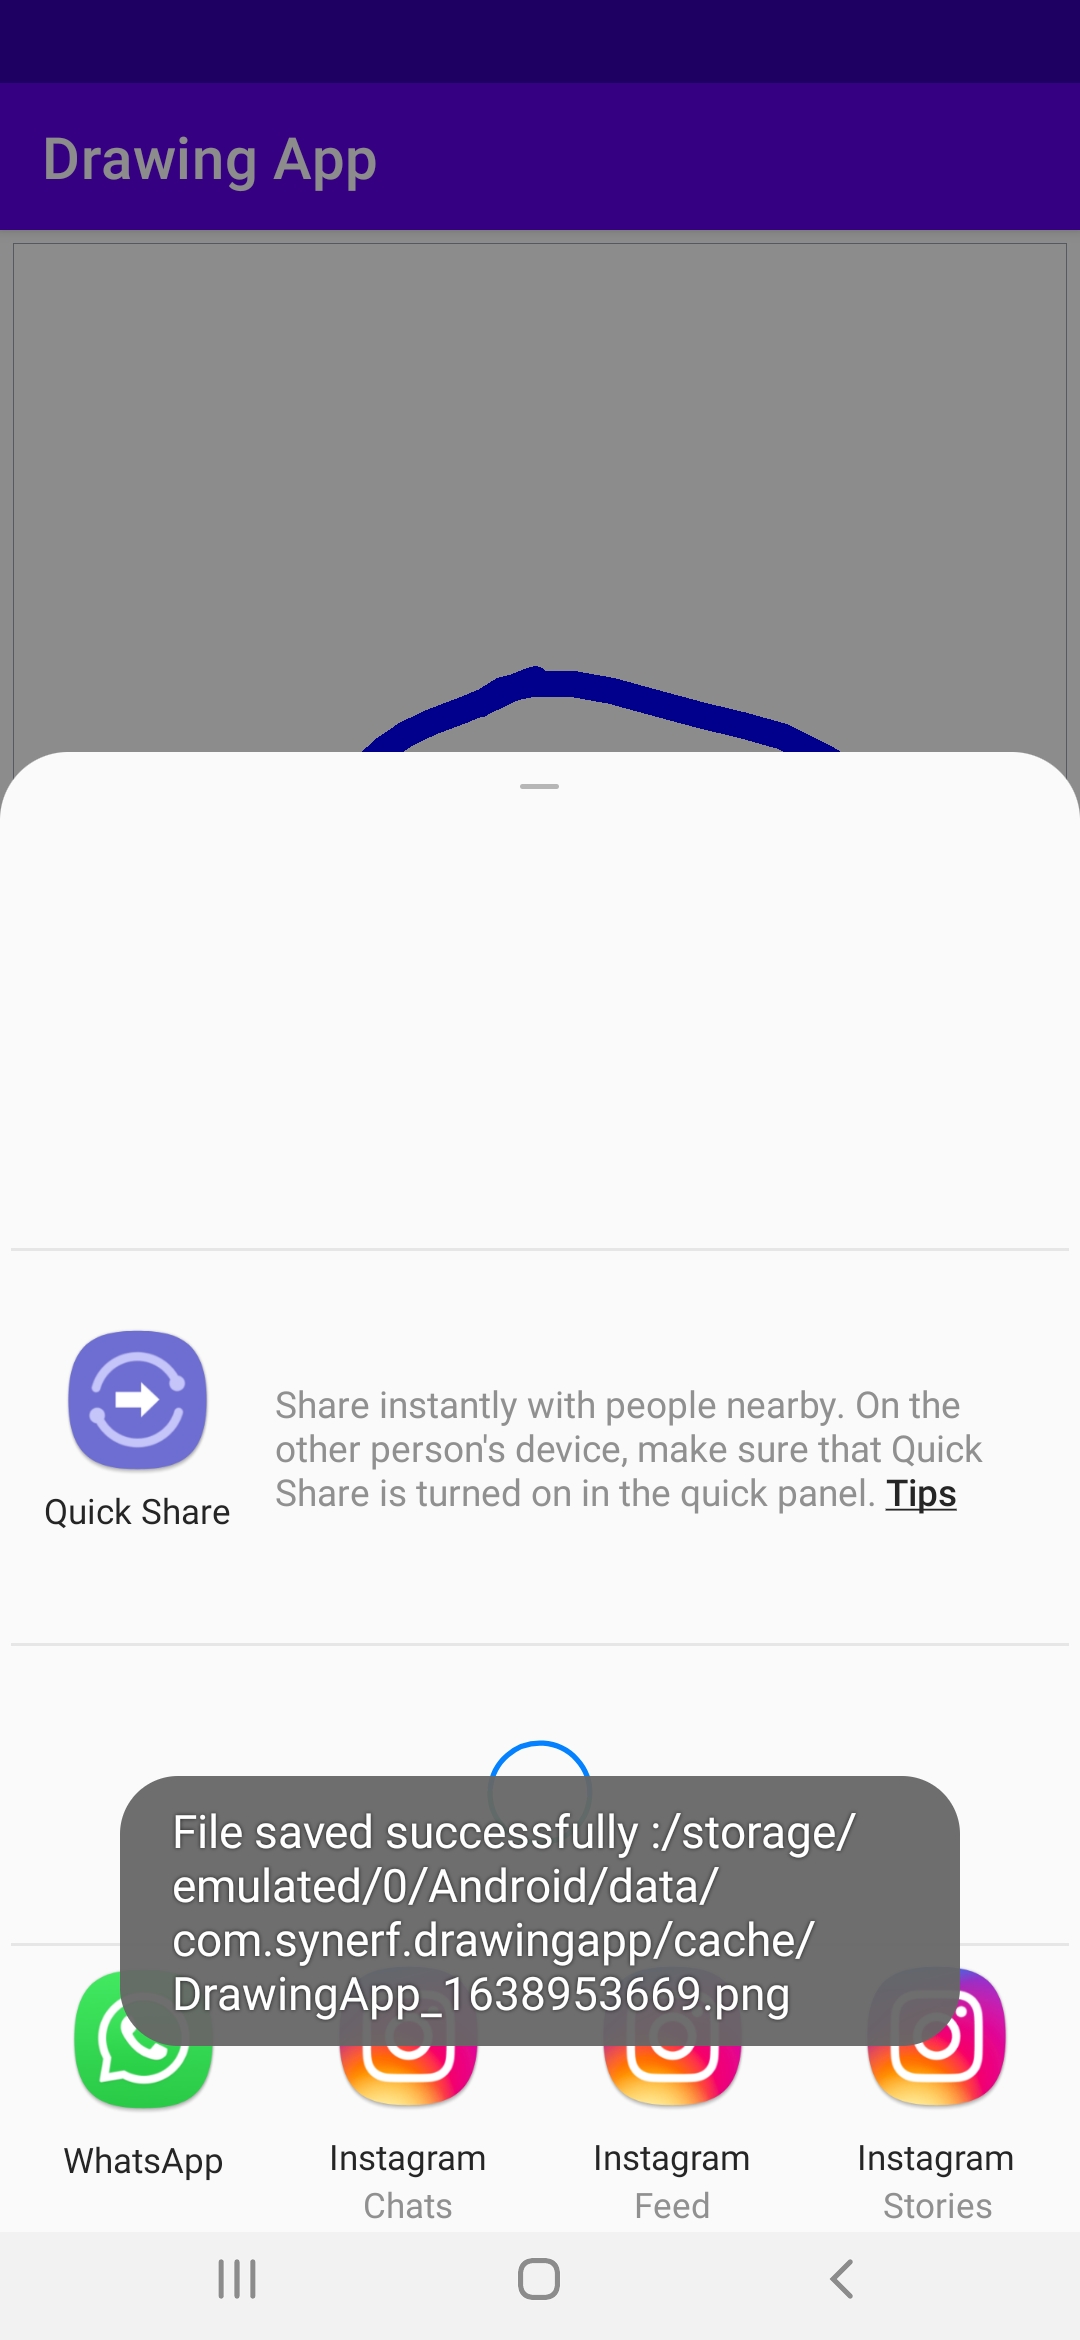 Drawing App
Share instantly with people nearby. On the
other person's device, make sure that Quick
Share is turned on in the quick panel. Tips
Quick Share
File saved successfully :/storage/
emulated/0/Android/data/
com.synerf.drawingapp/cache/
DrawingApp_1638953669.png
WhatsApp
Instagram
Chats
Instagram
Feed
Instagram
Stories